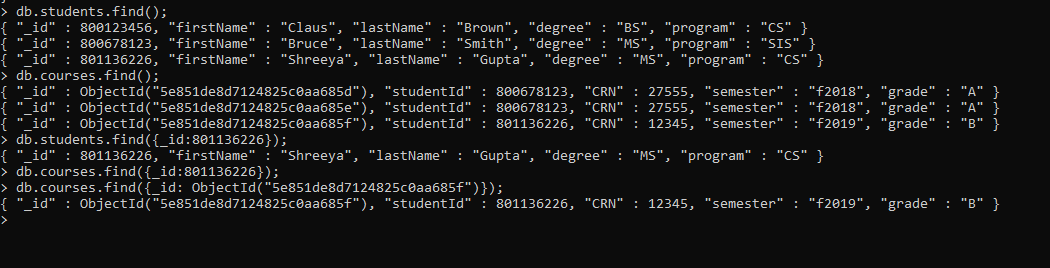 > db.students.find();
{ "_id" : 800123456, "firstName" : "Claus", "lastName" : "Brown", "degree" : "BS", "program" : "CS" }
{ "_id" : 800678123, "firstName" : "Bruce", "lastName" : "Smith", "degree" : "MS", "program" : "SIS" }
{ "_id" : 801136226, "firstName" : "Shreeya", "lastName" : "Gupta", "degree" : "MS", "program" : "CS" }
> db.courses.find();
{ "_id" : ObjectId("5e851de8d7124825c0aa685d"), "studentId" : 800678123, "CRN" : 27555, "semester" : "f2018", "grade" : "A" }
{ "_id" : ObjectId("5e851de8d7124825c0aa685e"), "studentId" : 800678123, "CRN" : 27555, "semester" : "f2018", "grade" : "A" }
{ "_id" : ObjectId("5e851de8d7124825c0aa685f"), "studentId" : 801136226, "CRN" : 12345, "semester" : "f2019", "grade" : "B" }
> db.students.find({_id:801136226});
{ "_id" : 801136226, "firstName" : "Shreeya", "lastName" : "Gupta", "degree" : "MS", "program" : "CS" }
> db.courses.find({_id:801136226});
> db.courses.find({_id: ObjectId("5e851de8d7124825c0aa685f")});
{ "_id" : ObjectId("5e851de8d7124825c0aa685f"), "studentId" : 801136226, "CRN" : 12345, "semester" : "f2019", "grade" : "B" }
>